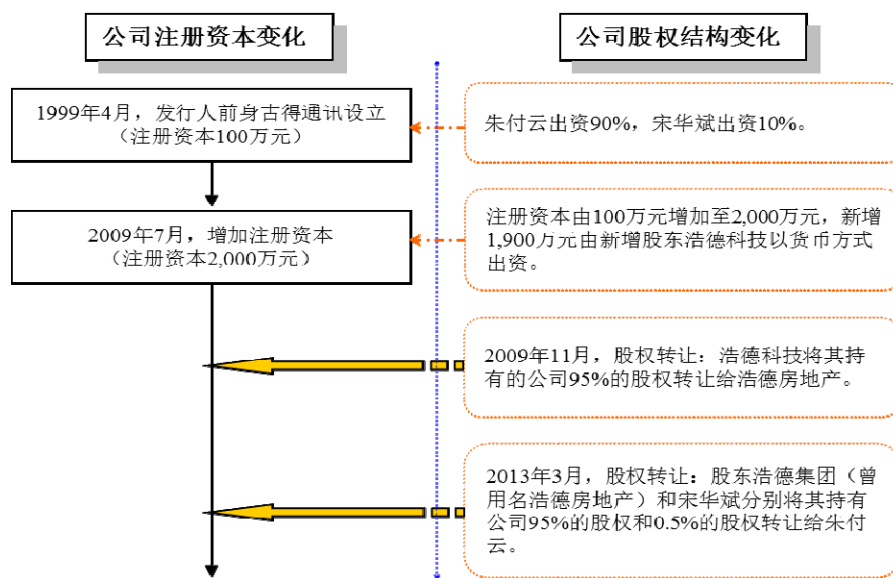 公司注册资本变化
公司股权结构变化
1999年4月，发行人前身古得通讯设立
（注册资本100万元）
朱付云出资90%，宋华斌出资10%。
2009年7月，增加注册资本
（注册资本2,000万元）
注册资本由100万元增加至2,000万元，新增
1,900万元由新增股东浩德科技以货币方式
出资。
2009年11月，股权转让：浩德科技将其持
有的公司95%的股权转让给浩德房地产。
2013年3月，股权转让：股东浩德集团（曾
用名浩德房地产）和宋华斌分别将其持有
公司95%的股权和0.5%的股权转让给朱付
云。